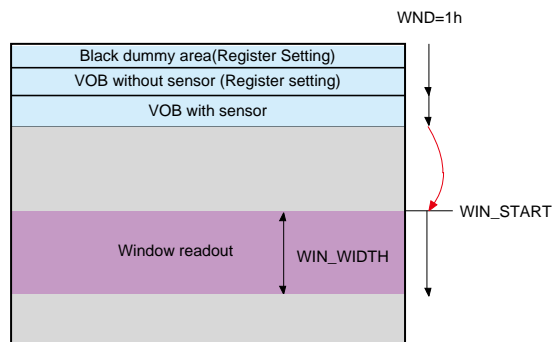 WND=1h
Black dummy area(Register Setting)
VOB without sensor (Register setting)
VOB with sensor
WIN_START
Window readout
WIN_WIDTH